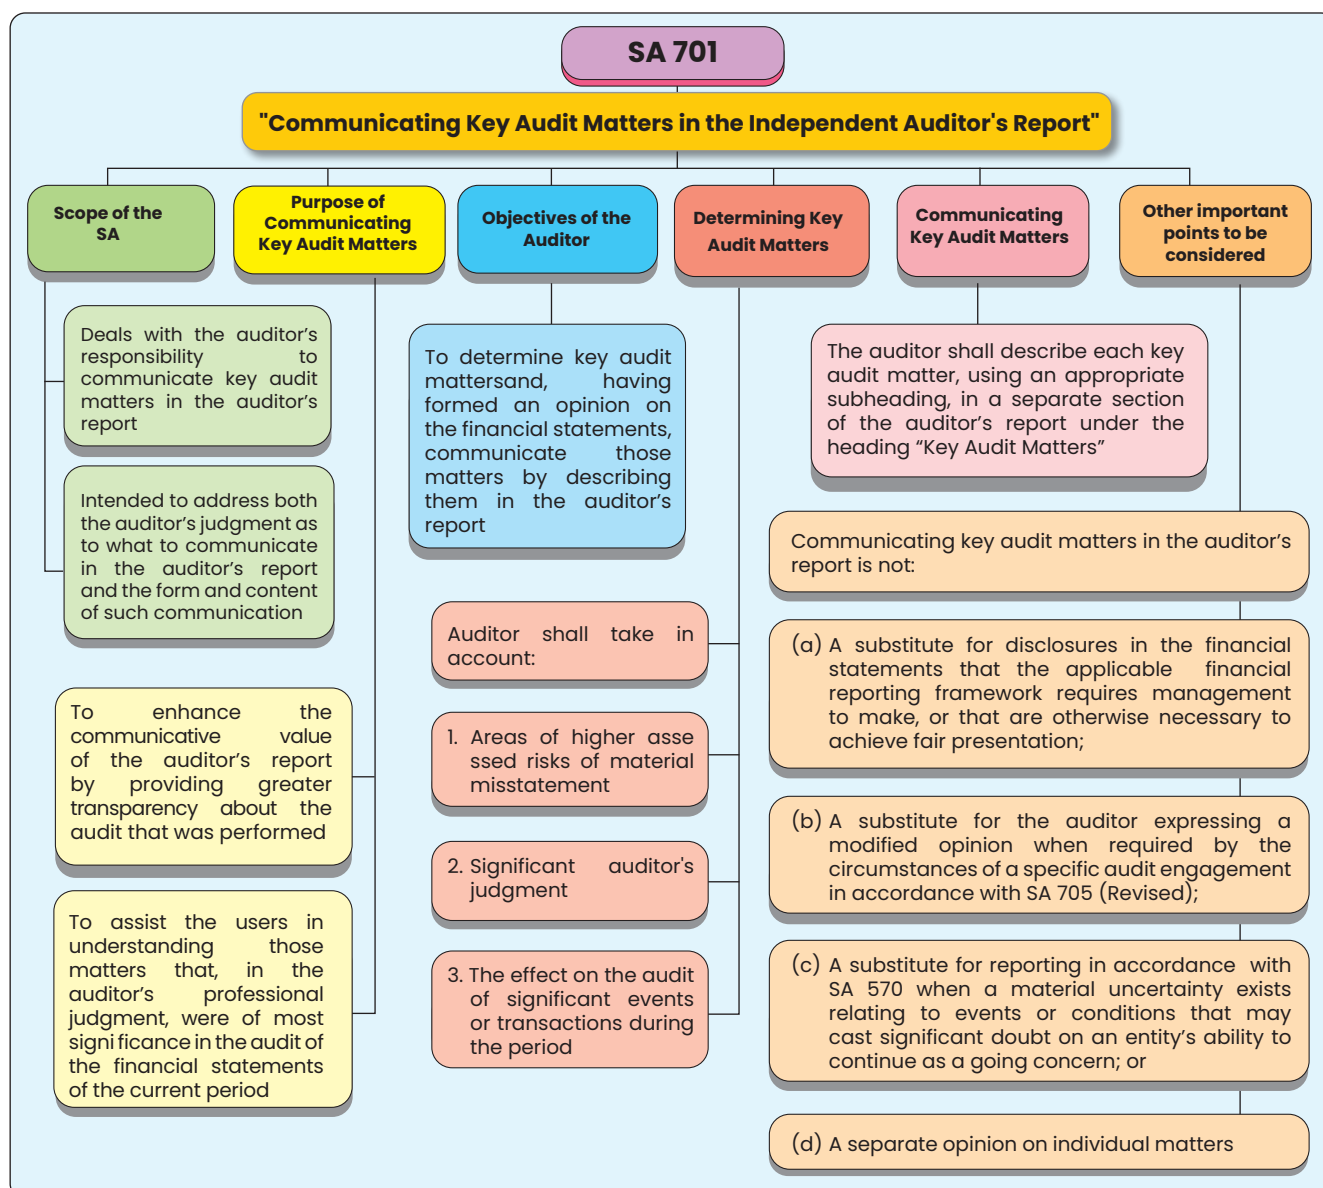 SA 701
"Communicating Key Audit Matters in the Independent Auditor's Report"
Scope of the
SA
Purpose of
Communicating
Key Audit Matters
Objectives of the
Auditor
Determining Key
Audit Matters
Communicating
Key Audit Matters
Other important
points to be
considered
Deals with the auditor’s
responsibility to
communicate key audit
matters in the auditor’s
report
Intended to address both
the auditor’s judgment as
to what to communicate
in the auditor’s report
and the form and content
of such communication
To enhance the
communicative value
of the auditor’s report
by providing greater
transparency about the
audit that was performed
To assist the users in
understanding those
matters that, in the
auditor’s professional
judgment, were of most
signi ficance in the audit of
the financial statements
of the current period
To determine key audit
mattersand, having
formed an opinion on
the financial statements,
communicate those
matters by describing
them in the auditor’s
report
Auditor shall take in
account:
1. Areas of higher asse
ssed risks of material
misstatement
2. Significant auditor's
judgment
3. The effect on the audit
of significant events
or transactions during
the period
The auditor shall describe each key
audit matter, using an appropriate
subheading, in a separate section
of the auditor’s report under the
heading “Key Audit Matters”
Communicating key audit matters in the auditor’s
report is not:
(a) A substitute for disclosures in the financial
statements that the applicable financial
reporting framework requires management
to make, or that are otherwise necessary to
achieve fair presentation;
(b) A substitute for the auditor expressing a
modified opinion when required by the
circumstances of a specific audit engagement
in accordance with SA 705 (Revised);
(c) A substitute for reporting in accordance with
SA 570 when a material uncertainty exists
relating to events or conditions that may
cast significant doubt on an entity’s ability to
continue as a going concern; or
(d) A separate opinion on individual matters